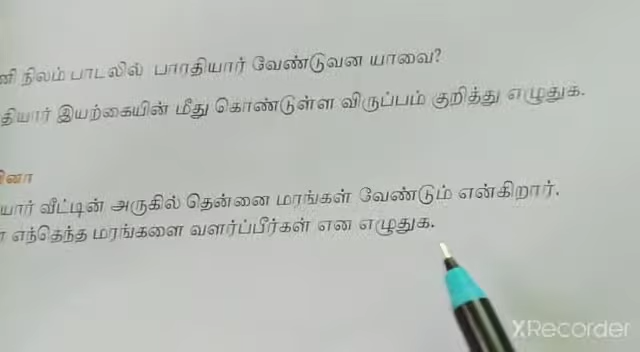 னி நிலம் பாடலில் பாரதியார் வேண்டுவன யாவை?
தியார் இயற்கையின் மீது கொண்டுள்ள விருப்பம் குறித்து எழுதுக.
னா
யார் வீட்டின் அருகில் தென்னை மரங்கள் வேண்டும் என்கிறார்.
எந்தெந்த மரங்களை வளர்ப்பீர்கள் என எழுதுக.
XRecorder